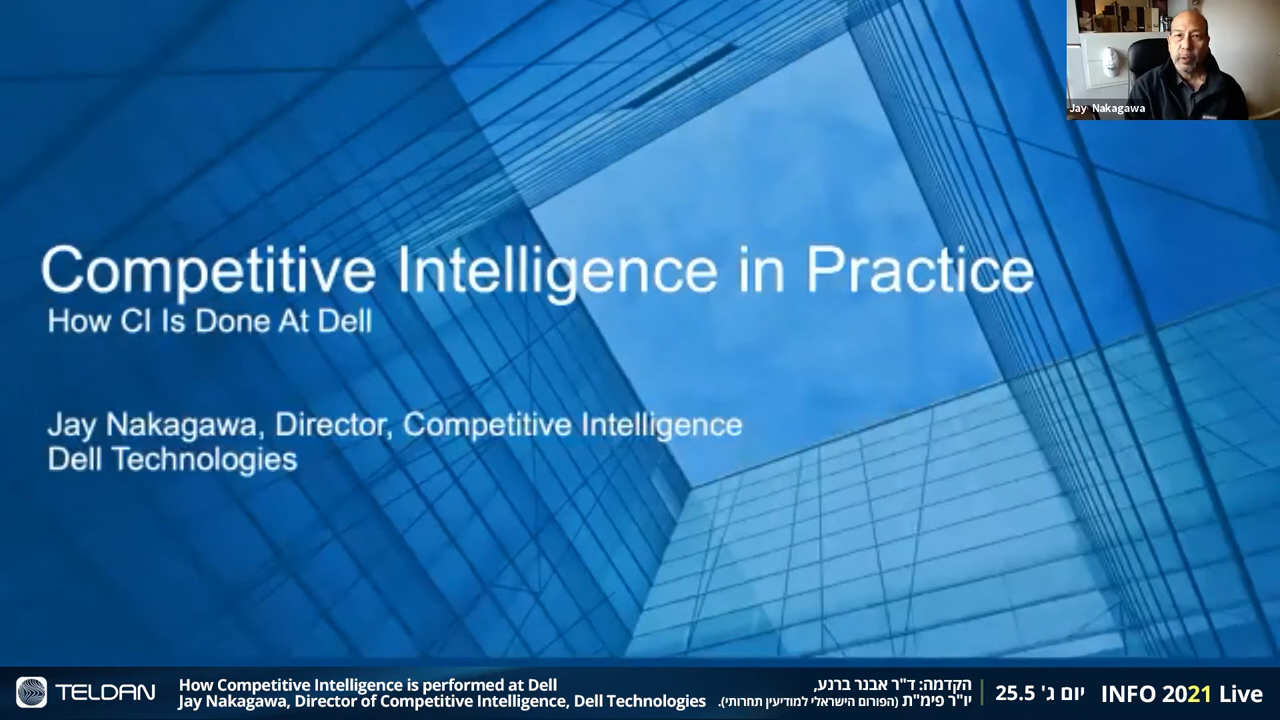 Jay Nakagawa
Competitive Intelligence in Practice
How CI Is Done At Dell
Jay Nakagawa, Director, Competitive Intelligence
Dell Technologies
TELDAN
How Competitive Intelligence is performed at Dell
Jay Nakagawa, Director of Competitive Intelligence, Dell Technologies
הקדמה: ד"ר אבנר ברנע,
יו"ר פימ"ת (הפורום הישראלי למודיעין תחרותי).
יום ג' 25.5
INFO 2021 Live